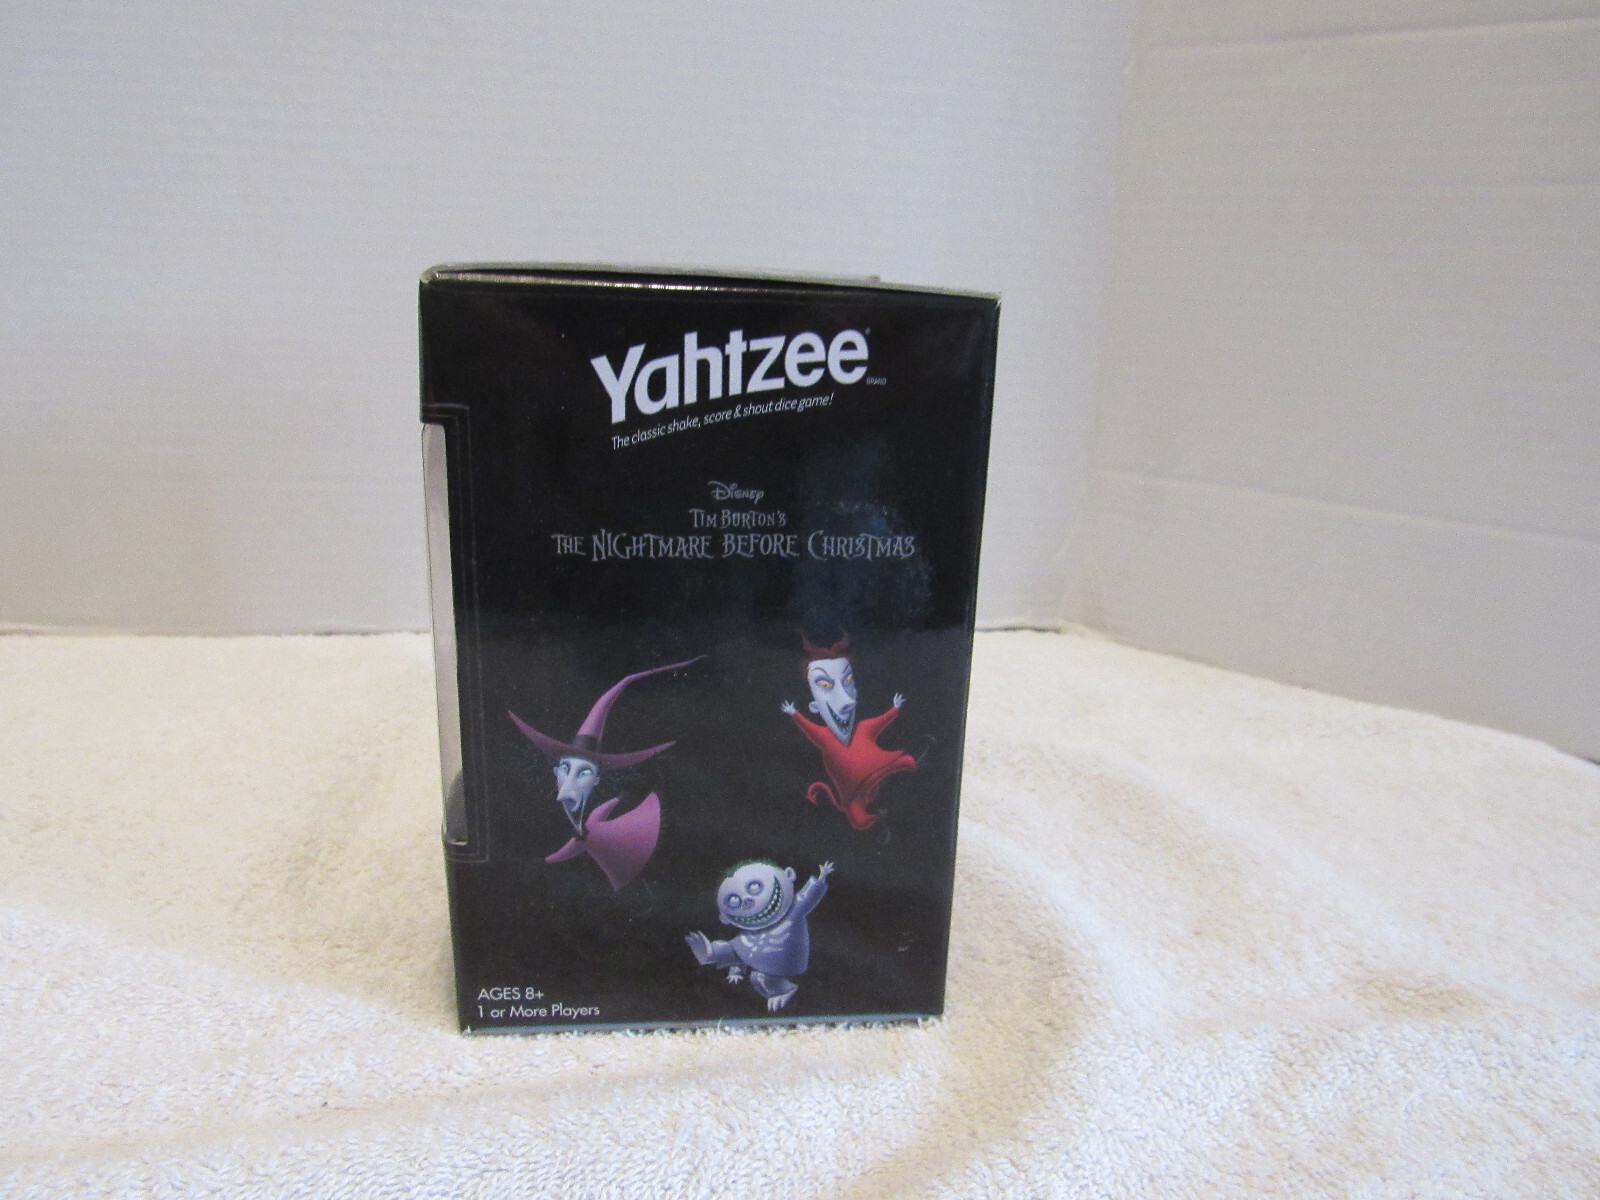 Yahtzee
BRAND
The classic shake, score & shout dice game!
Disney
TIM BURTON'S
THE NIGHTMARE BEFORE CHRISTMAS
AGES 8+
1 or More Players